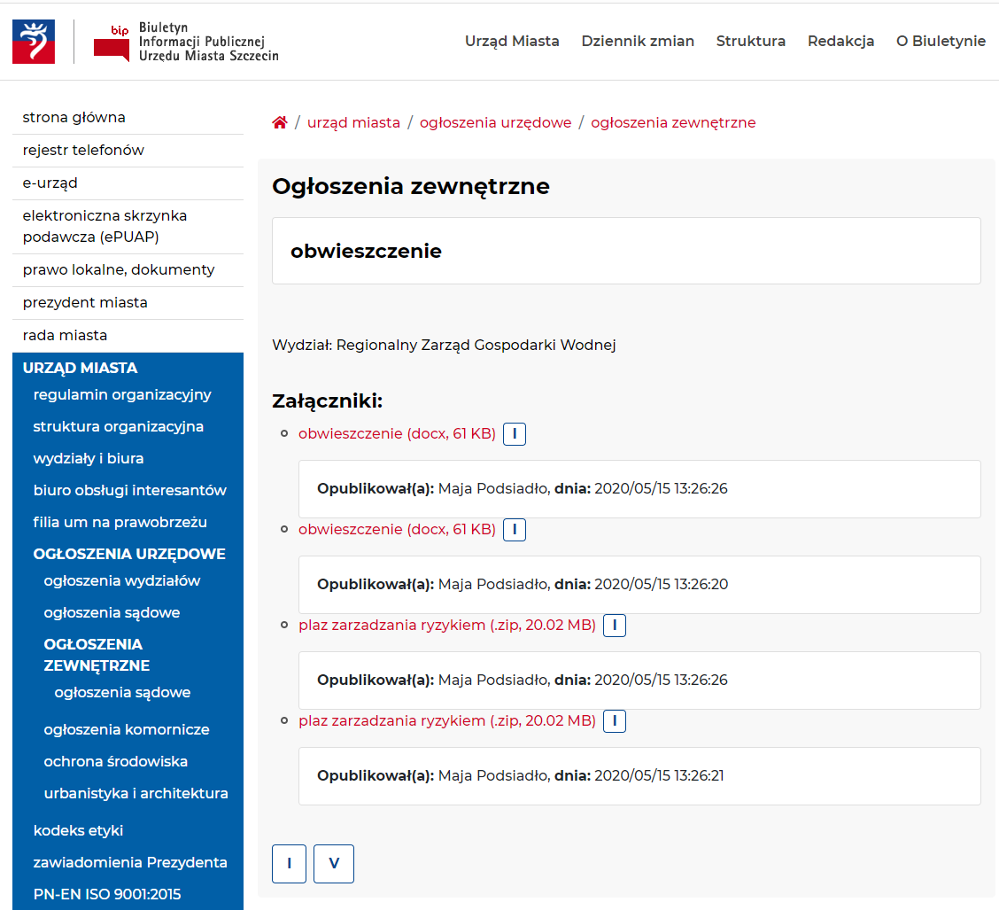 bip
Biuletyn
Informacji Publicznej
Urzędu Miasta Szczecin
Urząd Miasta
Dziennik zmian
Struktura
Redakcja
O Biuletynie
strona główna
rejestr telefonów
e-urząd
elektroniczna skrzynka
podawcza (ePUAP)
prawo lokalne, dokumenty
prezydent miasta
rada miasta
URZĄD MIASTA
regulamin organizacyjny
struktura organizacyjna
wydziały i biura
biuro obsługi interesantów
filia um na prawobrzeżu
OGŁOSZENIA URZĘDOWE
ogłoszenia wydziałów
ogłoszenia sądowe
OGŁOSZENIA
ZEWNĘTRZNE
ogłoszenia sądowe
ogłoszenia komornicze
ochrona środowiska
urbanistyka i architektura
kodeks etyki
zawiadomienia Prezydenta
PN-EN ISO 9001:2015
/ urząd miasta / ogłoszenia urzędowe / ogłoszenia zewnętrzne
Ogłoszenia zewnętrzne
obwieszczenie
Wydział: Regionalny Zarząd Gospodarki Wodnej
Załączniki:
obwieszczenie (docx, 61 KB) I
Opublikował(a): Maja Podsiadło, dnia: 2020/05/15 13:26:26
obwieszczenie (docx, 61 KB) I
Opublikował(a): Maja Podsiadło, dnia: 2020/05/15 13:26:20
plaz zarzadzania ryzykiem (.zip, 20.02 MB) I
Opublikował(a): Maja Podsiadło, dnia: 2020/05/15 13:26:26
plaz zarzadzania ryzykiem (.zip, 20.02 MB) I
Opublikował(a): Maja Podsiadło, dnia: 2020/05/15 13:26:21
I V